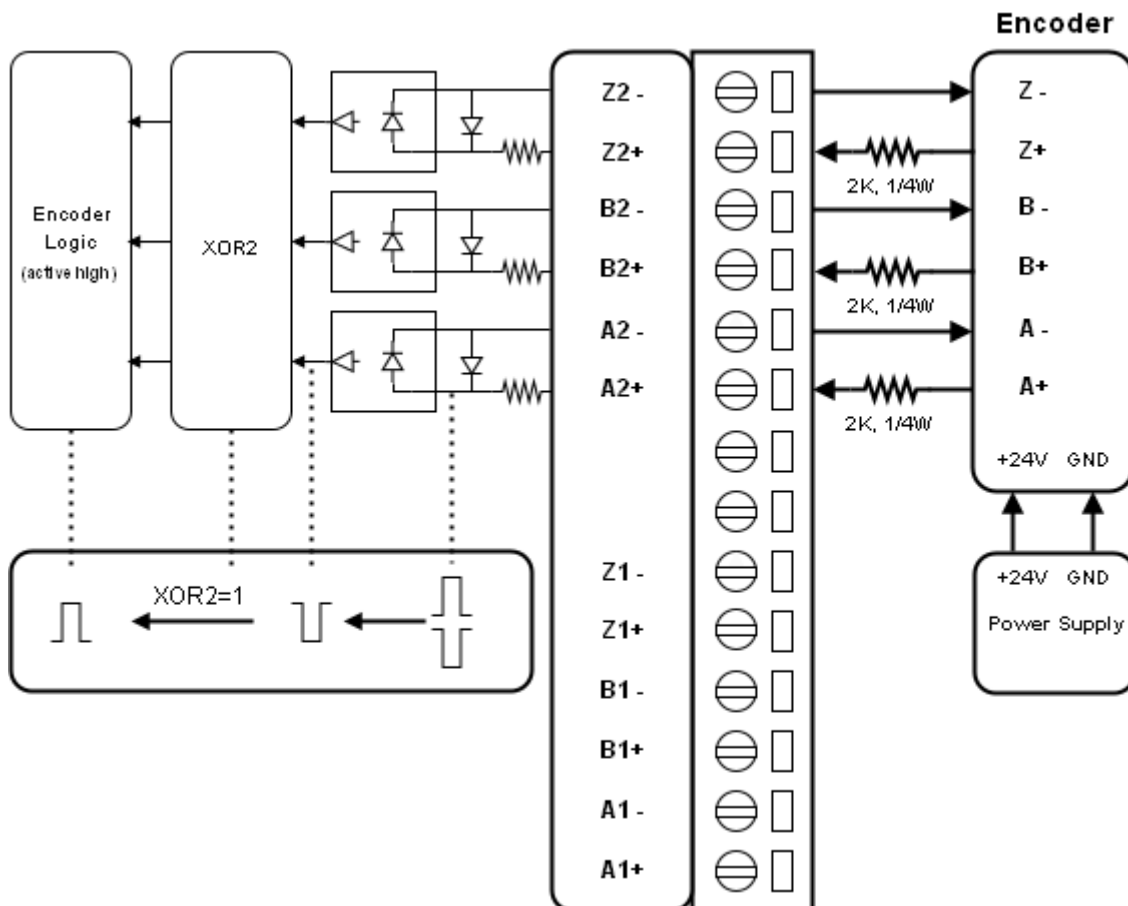 Encoder
Encoder
Logic
(active high)
XOR2
Z2 -
Z2+
B2 -
B2+
A2 -
A2+
Z1 -
Z1+
B1 -
B1+
A1 -
A1+
2K, 1/4W
2K, 1/4W
2K, 1/4W
Z -
Z+
B -
B+
A -
A+
+24V GND
+24V GND
Power Supply
XOR2=1